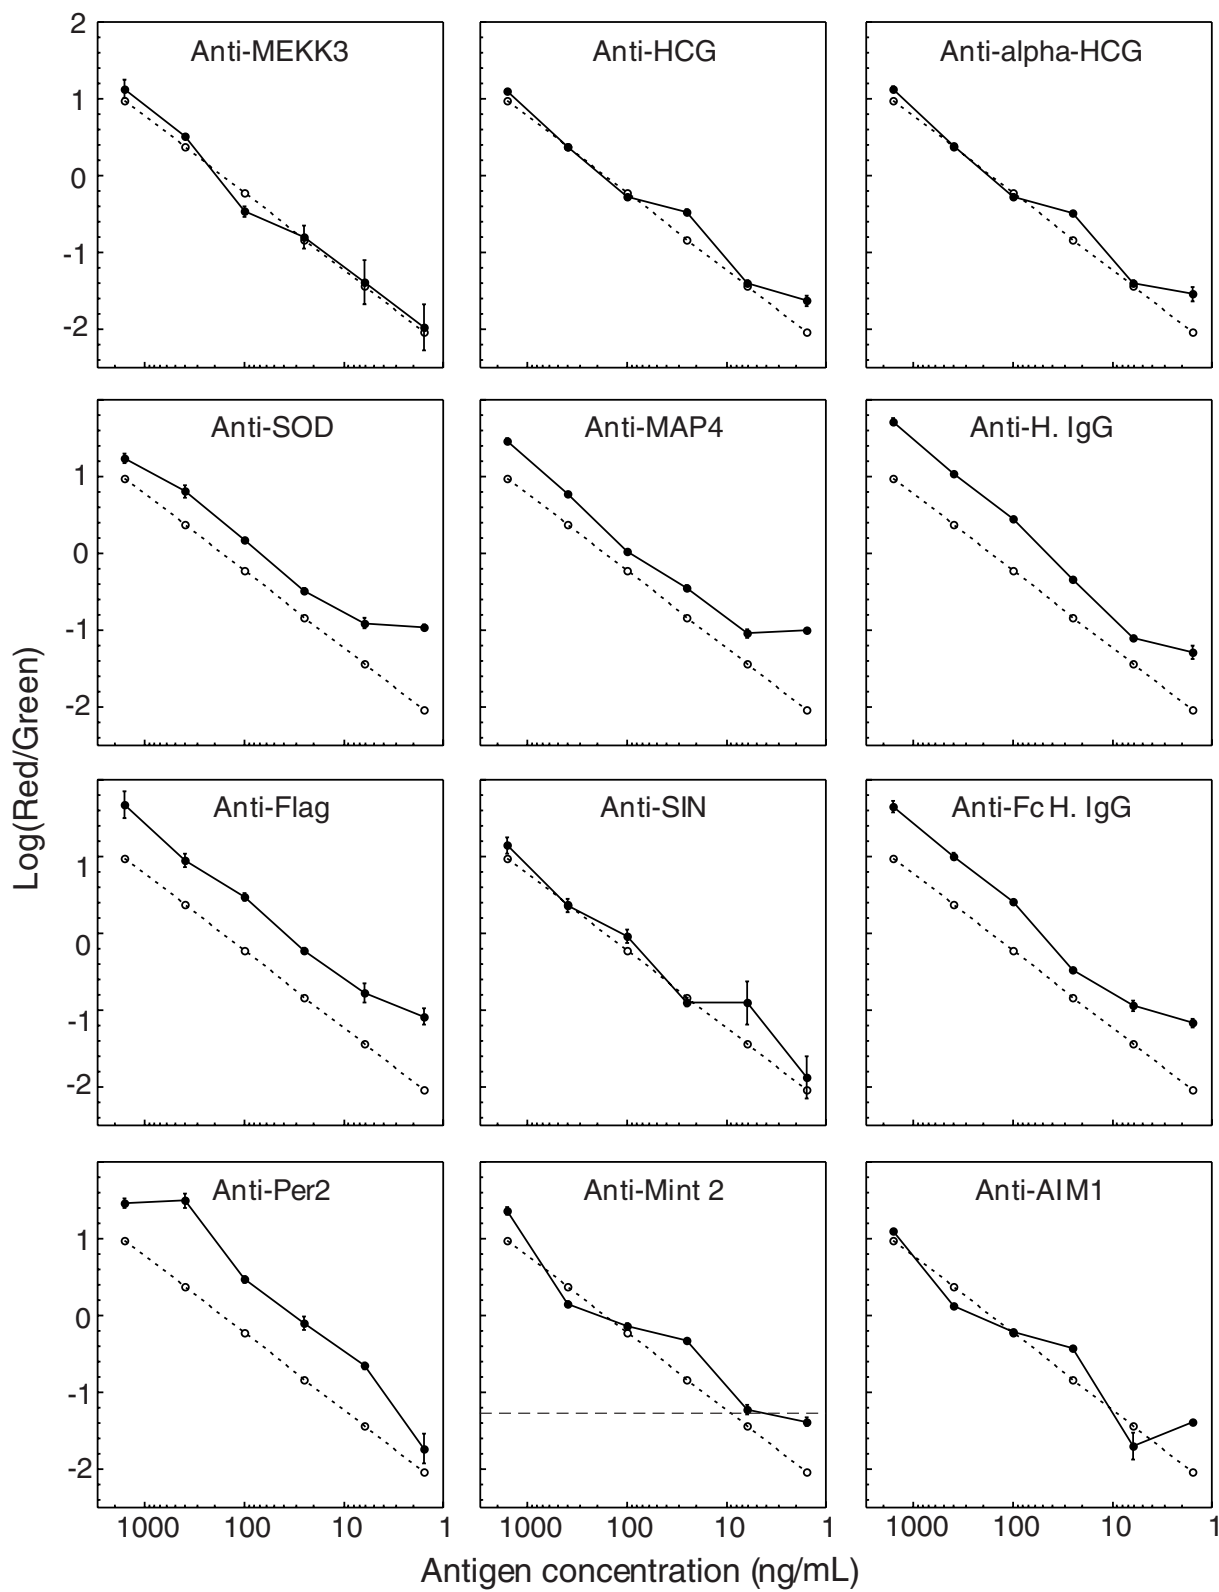 2
Anti-MEKK3
Anti-HCG
Anti-alpha-HCG
1
0
-1
-2
Anti-SOD
Anti-MAP4
Anti-H. IgG
1
0
-1
-2
Log(Red/Green)
Anti-Flag
Anti-SIN
Anti-Fc H. IgG
1
0
-1
-2
Anti-Per2
Anti-Mint 2
Anti-AIM1
1
0
-1
-2
1000 100 10 1 1000 100 10 1 1000 100 10 1
Antigen concentration (ng/mL)